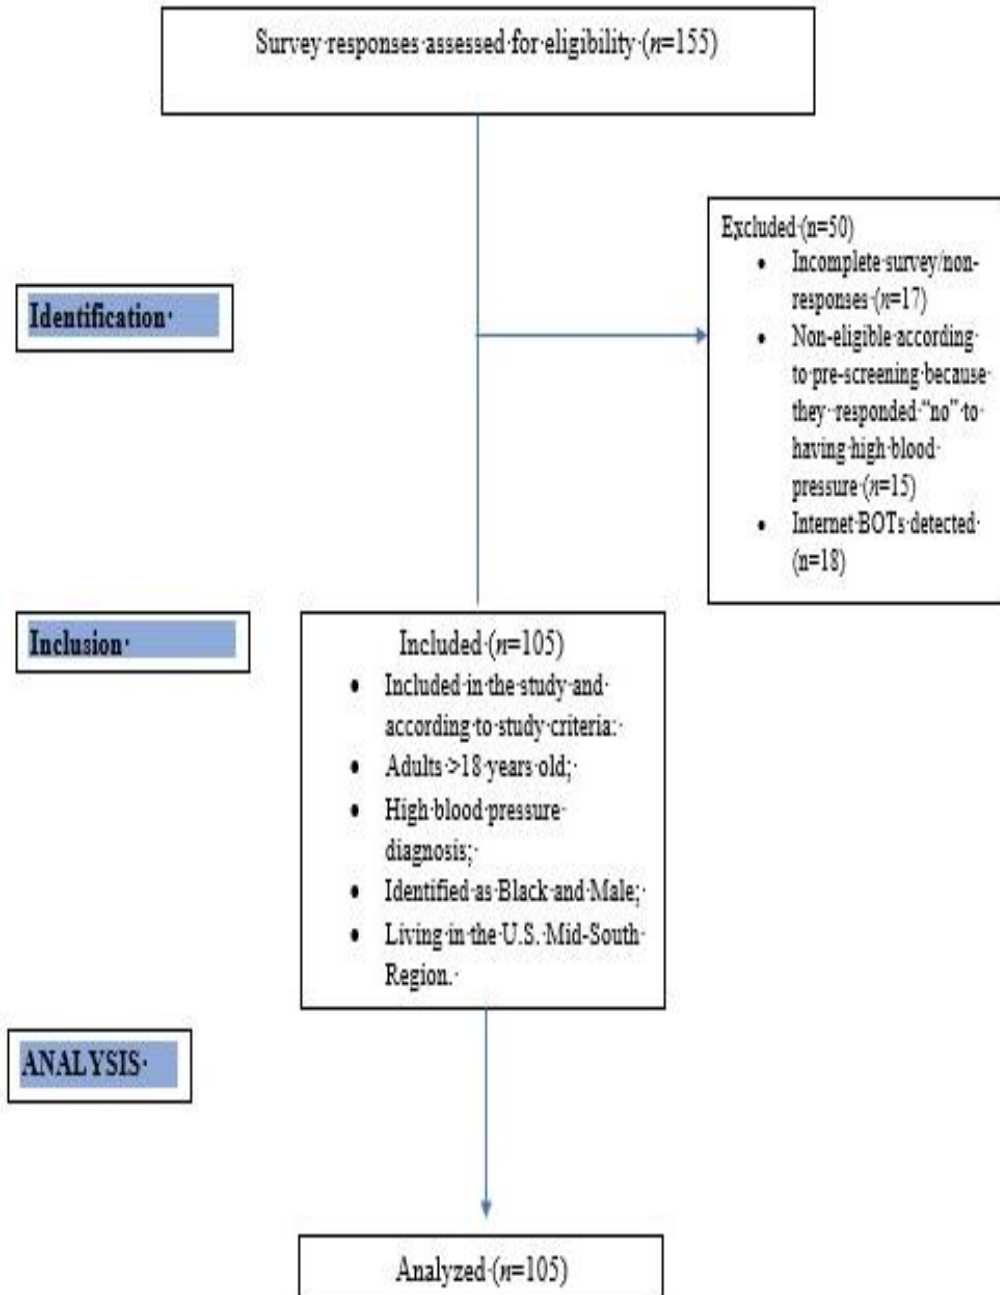 Survey responses assessed for eligibility (n=155)
Excluded (n=50)
• Incomplete survey/non-
responses (n=17)
• Non-eligible according
to pre-screening because
they responded “no” to
having high blood
pressure (n=15)
• Internet BOTs detected
(n=18)
Identification
Inclusion
Included (n=105)
• Included in the study and
according to study criteria:
• Adults >18 years old;
• High blood pressure
diagnosis;
• Identified as Black and Male;
• Living in the U.S. Mid-South
Region.
ANALYSIS
Analyzed (n=105)